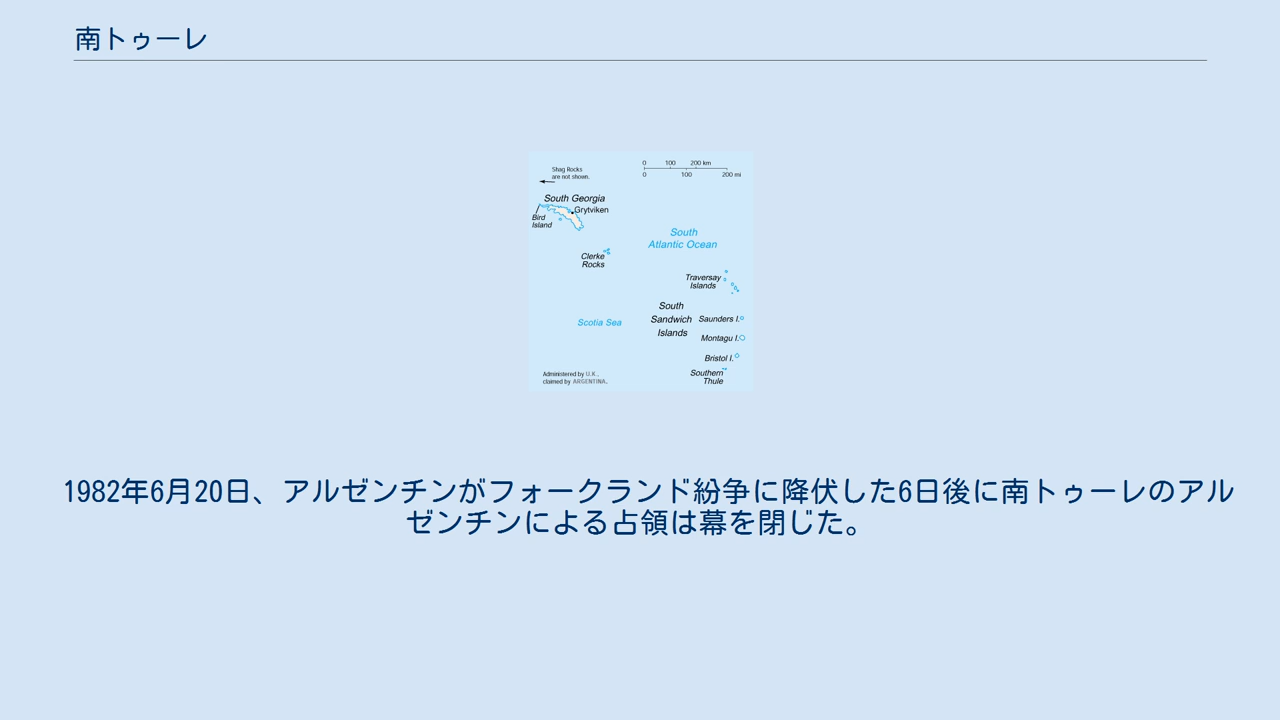 南トゥーレ
0 100 200 km
0 100 200 mi
Shag Rocks
are not shown.
South Georgia
Grytviken
Bird
Island
South
Atlantic Ocean
Clerke
Rocks
Traversay
Islands
South
Sandwich
Islands
Saunders I.
Scotia Sea
Montagu I.
Bristol I.
Southern
Thule
Administered by U.K.,
claimed by ARGENTINA.
1982年6月20日、アルゼンチンがフォークランド紛争に降伏した6日後に南トゥーレのアル
ゼンチンによる占領は幕を閉じた。